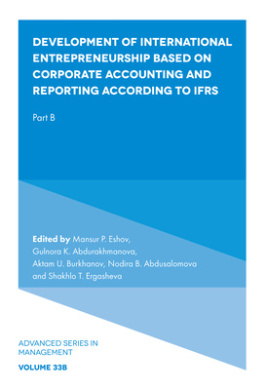 DEVELOPMENT OF INTERNATIONAL
ENTREPRENEURSHIP BASED ON
CORPORATE ACCOUNTING AND
REPORTING ACCORDING TO IFRS
Part B
Edited by Mansur P. Eshov,
Gulnora K. Abdurakhmanova,
Aktam U. Burkhanov, Nodira B. Abdusalomova
and Shakhlo T. Ergasheva
ADVANCED SERIES IN
MANAGEMENT
VOLUME 33B